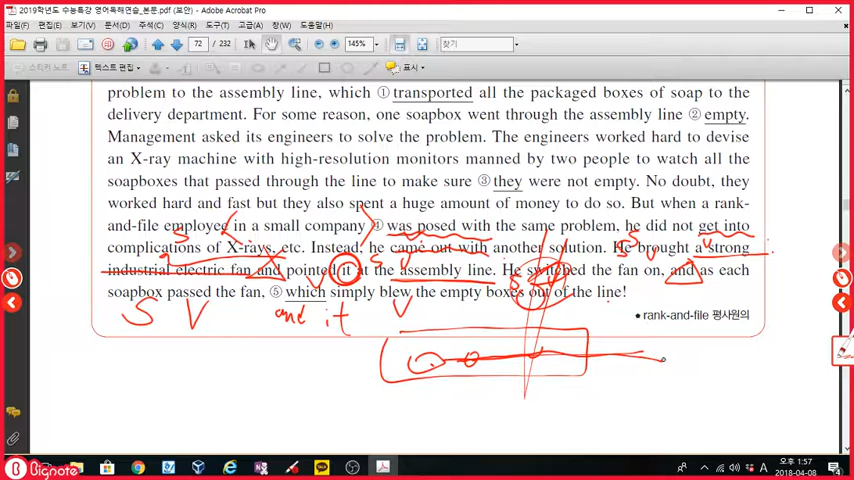 2019학년도 수능특강 영어독해연습_본문.pdf (보안) - Adobe Acrobat Pro
파일(F) 편집(E) 보기(V) 문서(D) 주석(C) 양식(R) 도구(T) 고급(A) 창(W) 도움말(H)
72 / 232 145% 찾기
스티커 노트 텍스트 편집 표시
problem to the assembly line, which ① transported all the packaged boxes of soap to the
delivery department. For some reason, one soapbox went through the assembly line ② empty.
Management asked its engineers to solve the problem. The engineers worked hard to devise
an X-ray machine with high-resolution monitors manned by two people to watch all the
soapboxes that passed through the line to make sure ③ they were not empty. No doubt, they
worked hard and fast but they also spent a huge amount of money to do so. But when a rank-
and-file employee in a small company ④ was posed with the same problem, he did not get into
S S
complications of X-rays, etc. Instead, he came out with another solution. He brought a strong
S V V V
industrial electric fan and pointed it at the assembly line. He switched the fan on, and as each
V S
soapbox passed the fan, ⑤ which simply blew the empty boxes out of the line!
S V and it V
● rank-and-file 평사원의
Bignote
A 오후 1:57
2018-04-08